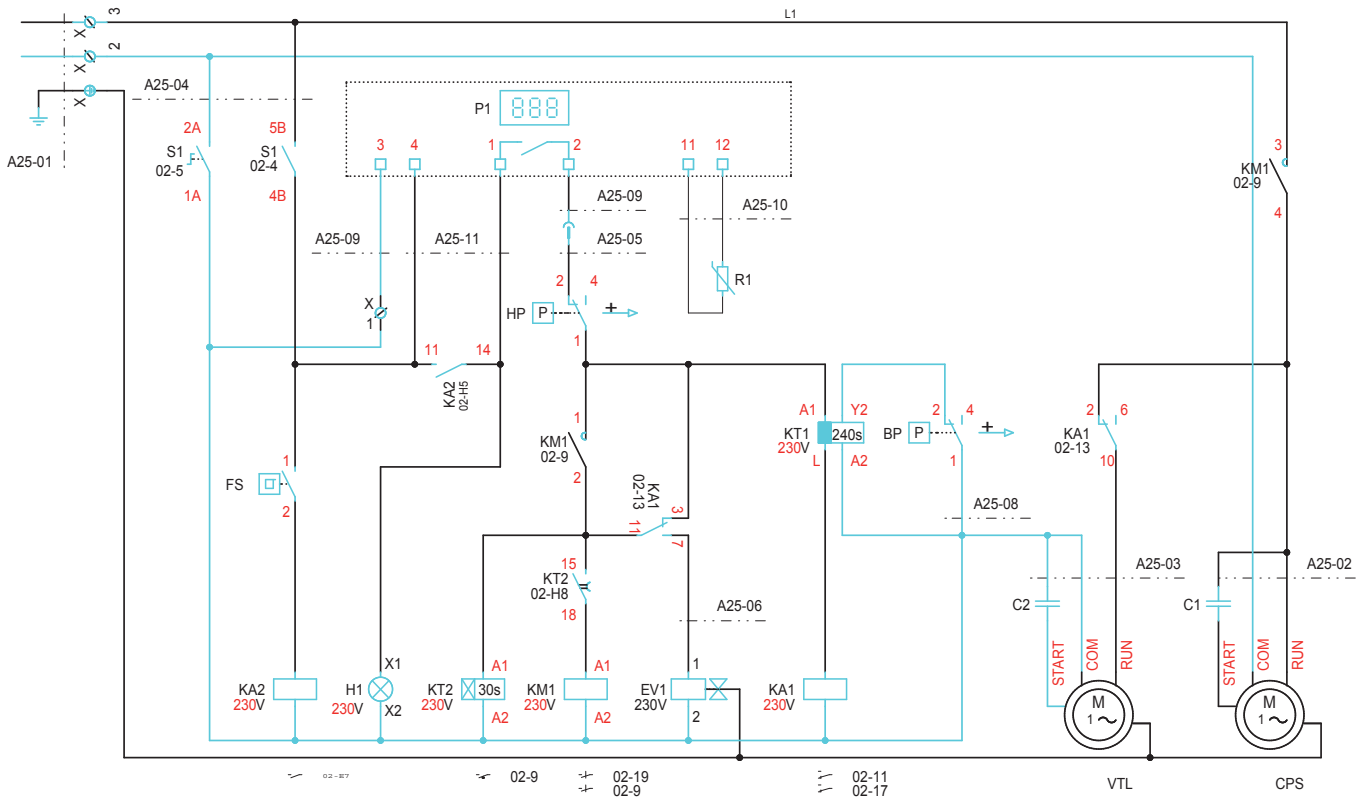 3
L1
X
2
X
X
A25-04
A25-01
2A
5B
S1
02-5
S1
02-4
1A
4B
P1
888
3
4
1
2
11
12
3
KM1
02-9
4
A25-09
A25-10
A25-09
A25-11
A25-05
2
4
R1
X
1
HP
P
+
1
11
14
KA2
02-H5
1
KM1
02-9
2
A1
Y2
KT1
230V
240s
L
A2
2
4
BP
P
+
1
2
6
KA1
02-13
10
1
FS
2
KA1
02-13
3
11
7
A25-08
15
KT2
02-H8
18
A25-06
A25-03
A25-02
C2
C1
START
COM
RUN
START
COM
RUN
KA2
230V
X1
H1
230V
X2
A1
KT2
230V
30s
A2
A1
KM1
230V
A2
1
EV1
230V
2
KA1
230V
M
1
M
1
02-E7
02-9
02-19
02-9
02-11
02-17
VTL
CPS